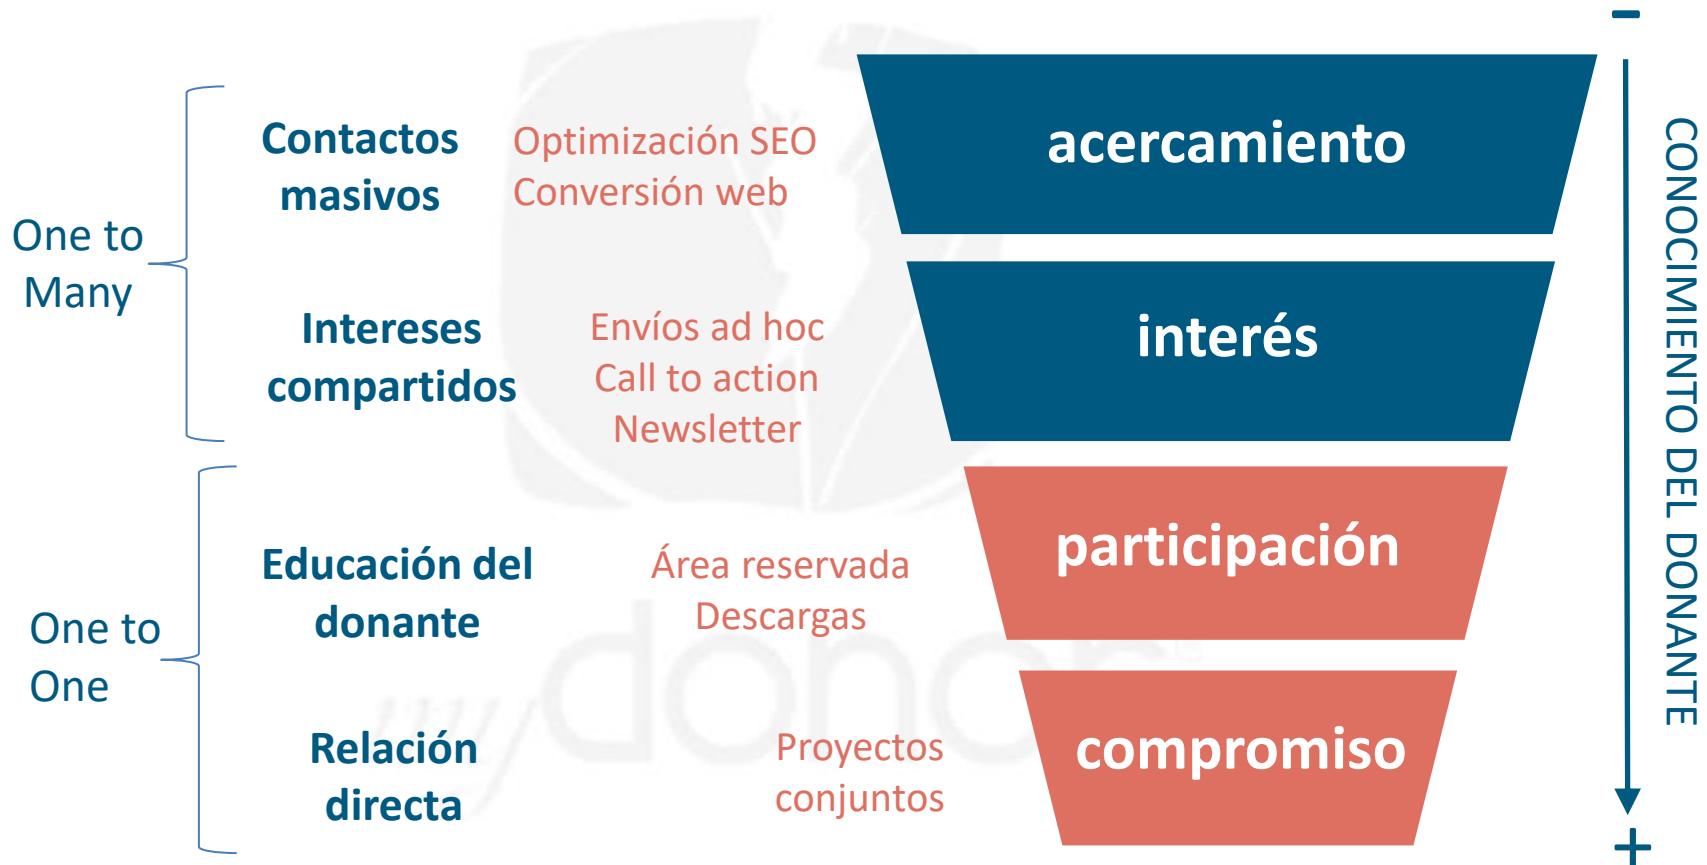 -
One to
Many
Contactos
masivos
Optimización SEO
Conversión web
acercamiento
Intereses
compartidos
Envíos ad hoc
Call to action
Newsletter
interés
One to
One
Educación del
donante
Área reservada
Descargas
participación
Relación
directa
Proyectos
conjuntos
compromiso
CONOCIMIENTO DEL DONANTE
+
my donor®